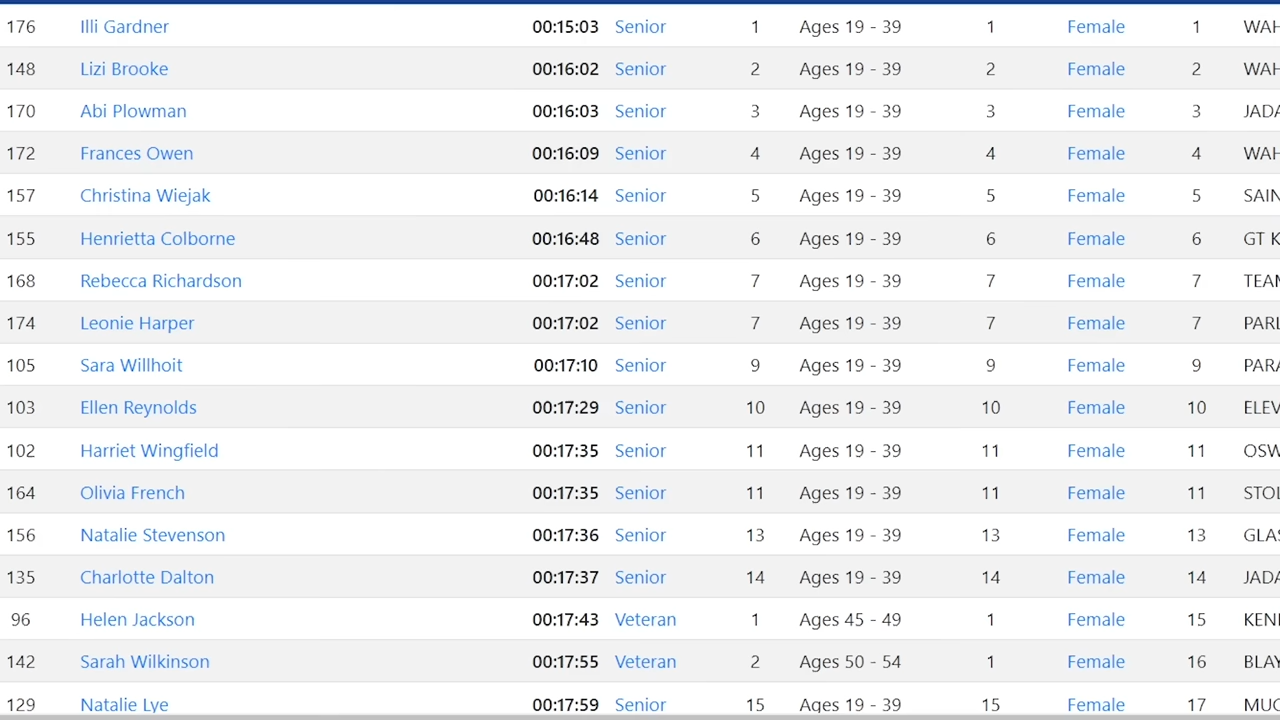 176 Illi Gardner 00:15:03 Senior 1 Ages 19 - 39 1 Female 1 WAH
148 Lizi Brooke 00:16:02 Senior 2 Ages 19 - 39 2 Female 2 WAH
170 Abi Plowman 00:16:03 Senior 3 Ages 19 - 39 3 Female 3 JADA
172 Frances Owen 00:16:09 Senior 4 Ages 19 - 39 4 Female 4 WAH
157 Christina Wiejak 00:16:14 Senior 5 Ages 19 - 39 5 Female 5 SAIN
155 Henrietta Colborne 00:16:48 Senior 6 Ages 19 - 39 6 Female 6 GT K
168 Rebecca Richardson 00:17:02 Senior 7 Ages 19 - 39 7 Female 7 TEAN
174 Leonie Harper 00:17:02 Senior 7 Ages 19 - 39 7 Female 7 PARL
105 Sara Willhoit 00:17:10 Senior 9 Ages 19 - 39 9 Female 9 PARA
103 Ellen Reynolds 00:17:29 Senior 10 Ages 19 - 39 10 Female 10 ELEV
102 Harriet Wingfield 00:17:35 Senior 11 Ages 19 - 39 11 Female 11 OSW
164 Olivia French 00:17:35 Senior 11 Ages 19 - 39 11 Female 11 STOL
156 Natalie Stevenson 00:17:36 Senior 13 Ages 19 - 39 13 Female 13 GLAS
135 Charlotte Dalton 00:17:37 Senior 14 Ages 19 - 39 14 Female 14 JADA
96 Helen Jackson 00:17:43 Veteran 1 Ages 45 - 49 1 Female 15 KENI
142 Sarah Wilkinson 00:17:55 Veteran 2 Ages 50 - 54 1 Female 16 BLAY
129 Natalie Lye 00:17:59 Senior 15 Ages 19 - 39 15 Female 17 MUC